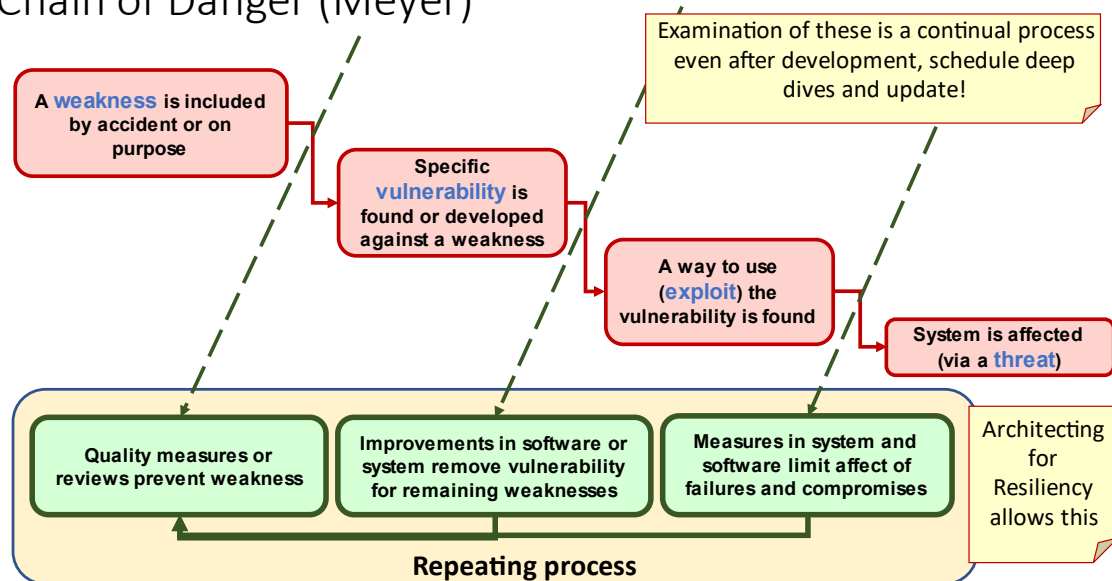 Chain of Danger (Meyer)
Examination of these is a continual process
even after development, schedule deep
dives and update!
A weakness is included
by accident or on
purpose
Specific
vulnerability is
found or developed
against a weakness
A way to use
(exploit) the
vulnerability is found
System is affected
(via a threat)
Quality measures or
reviews prevent weakness
Improvements in software or
system remove vulnerability
for remaining weaknesses
Measures in system and
software limit affect of
failures and compromises
Architecting
for
Resiliency
allows this
Repeating process